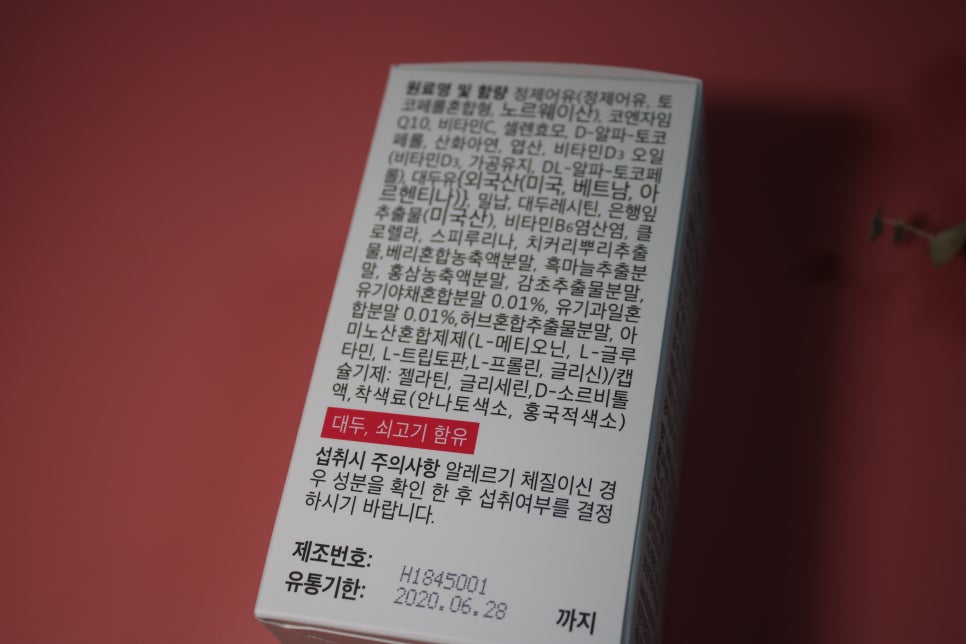 원료명 및 함량 정제어유(정제어유, 토
코페롤혼합형, 노르웨이산), 코엔자임
Q10, 비타민C, 셀렌효모, D-알파-토코
페롤, 산화아연, 엽산, 비타민D3 오일
(비타민D3, 가공유지, DL-알파-토코페
롤), 대두유{외국산(미국, 베트남, 아
르헨티나)}, 밀납, 대두레시틴, 은행잎
추출물(미국산), 비타민B6염산염, 클
로렐라, 스피루리나, 치커리뿌리추출
물,베리혼합농축액분말, 흑마늘추출분
말, 홍삼농축액분말, 감초추출물분말,
유기야채혼합분말 0.01%, 유기과일혼
합분말 0.01%,허브혼합추출물분말, 아
미노산혼합제제(L-메티오닌, L-글루
타민, L-트립토판,L-프롤린, 글리신)/캡
슐기제: 젤라틴, 글리세린,D-소르비톨
액,착색료(안나토색소, 홍국적색소)
대두, 쇠고기 함유
섭취시 주의사항 알레르기 체질이신 경
우 성분을 확인 한 후 섭취여부를 결정
하시기 바랍니다.
제조번호: H1845001
유통기한: 2020.06.28 까지